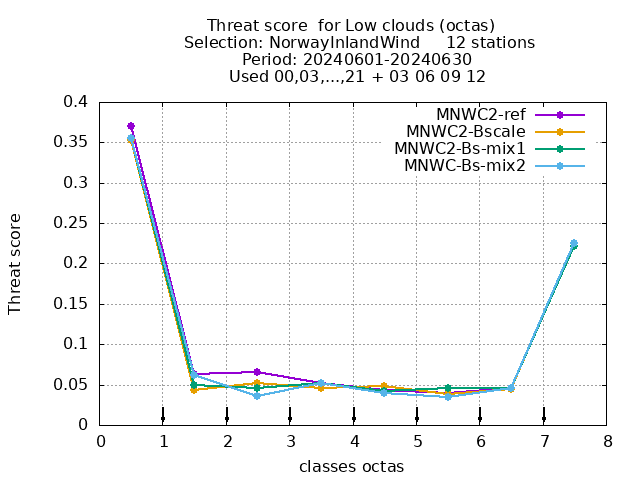 Threat score  for Low clouds (octas)
Selection: NorwayInlandWind     12 stations
Period: 20240601-20240630
Used 00,03,...,21 + 03 06 09 12
MNWC2-ref
MNWC2-Bscale
MNWC2-Bs-mix1
MNWC-Bs-mix2
0.4
0.35
0.3
0.25
0.2
0.15
0.1
0.05
0
Threat score
0 1 2 3 4 5 6 7 8
classes octas